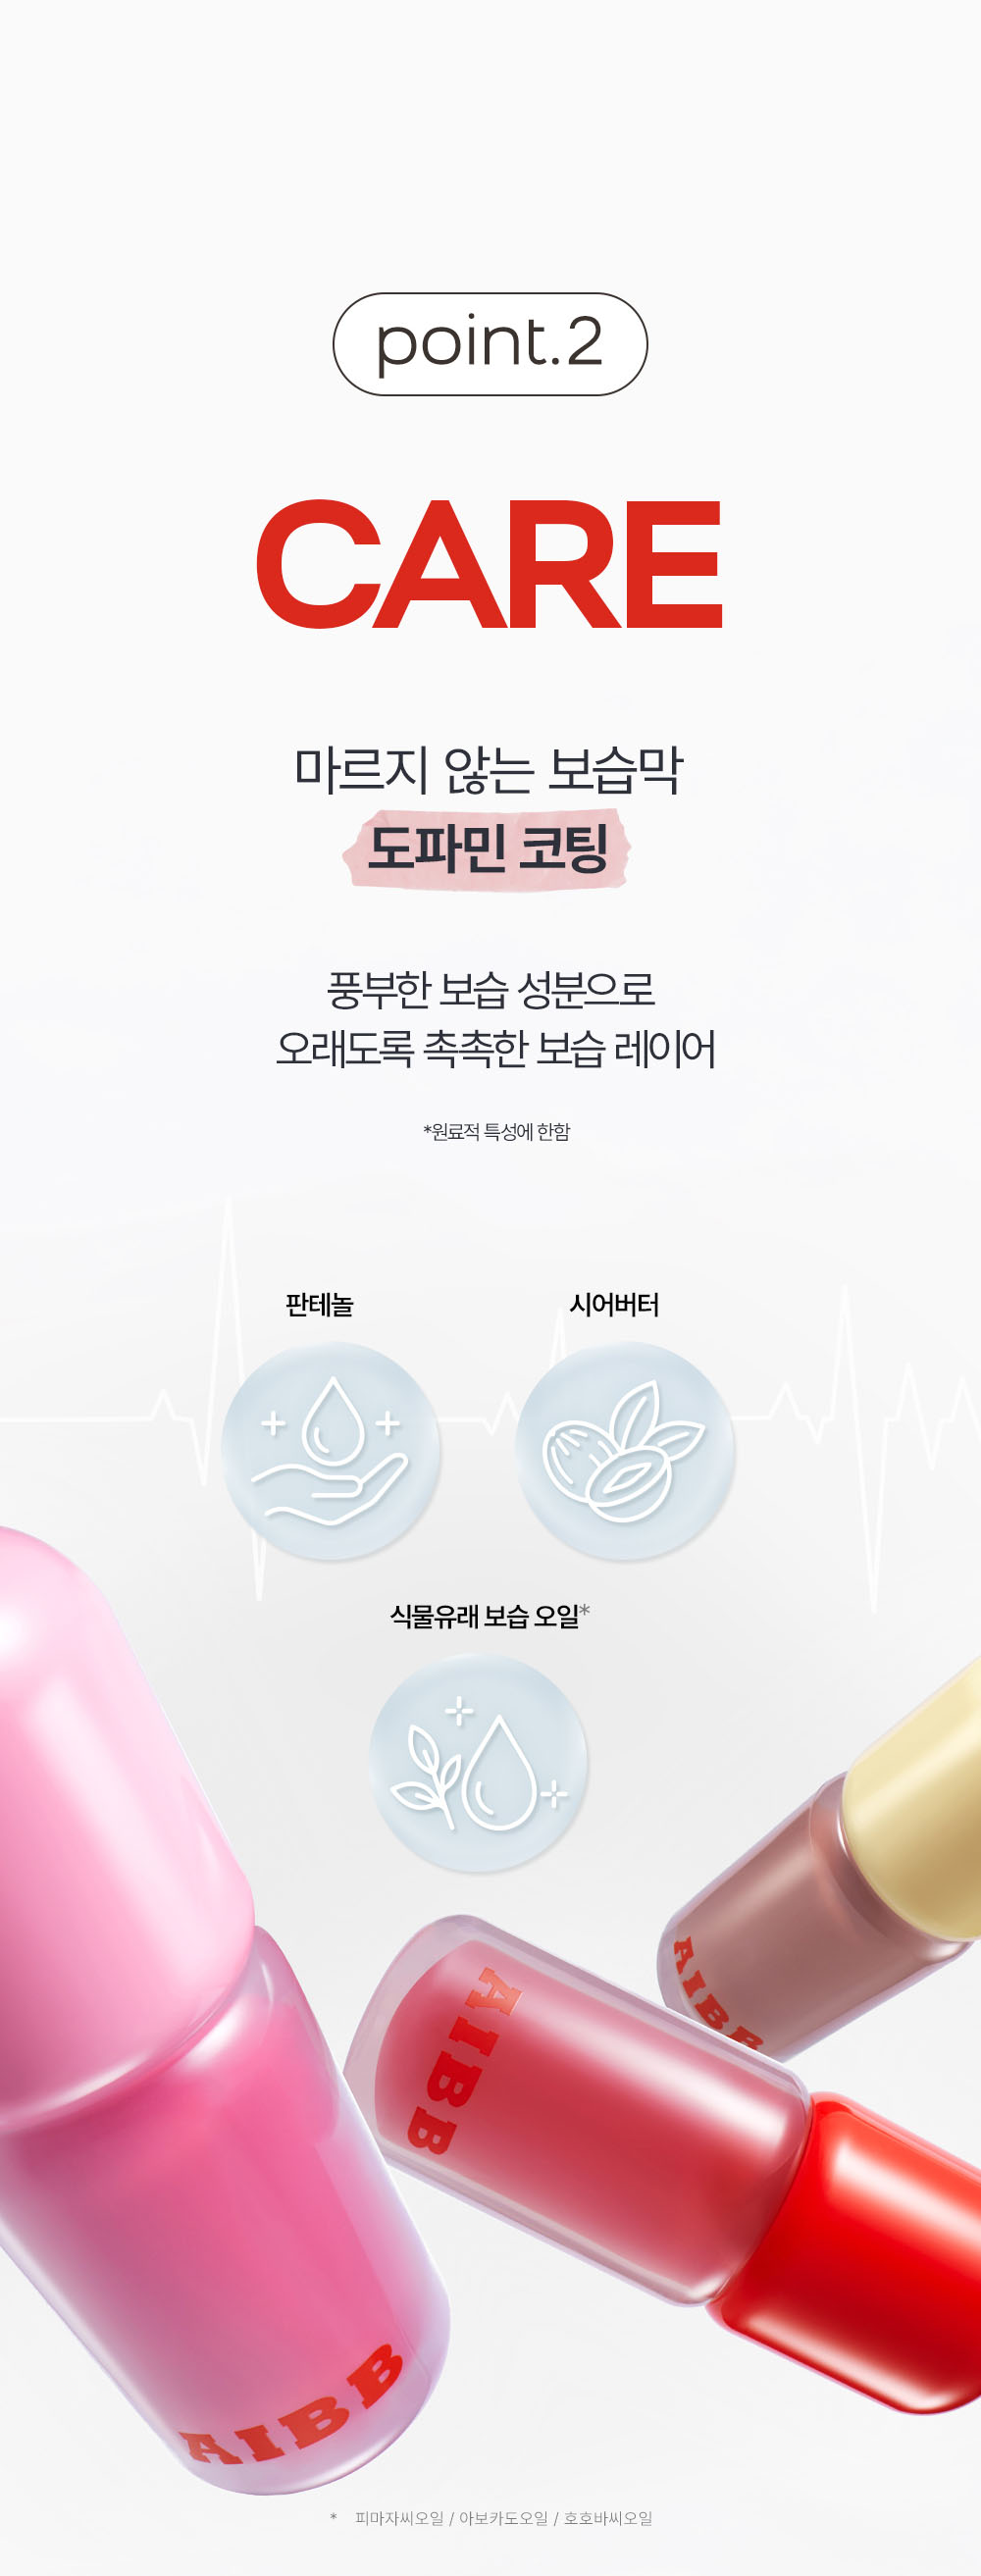 point.2
CARE
마르지 않는 보습막
도파민 코팅
풍부한 보습 성분으로
오래도록 촉촉한 보습 레이어
*원료적 특성에 한함
판테놀
시어버터
식물유래 보습 오일*
AIBB
AIBB
AIBB
* 피마자씨오일 / 아보카도오일 / 호호바씨오일